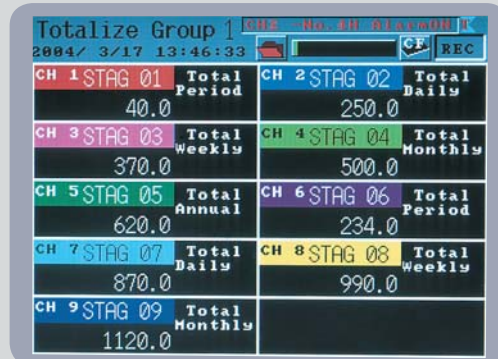 Totalize Group 1
CH2 No.4H AlarmON
2004/ 3/17 13:46:33
CF
REC
CH 1 STAG 01 Total Period
40.0
CH 2 STAG 02 Total Daily
250.0
CH 3 STAG 03 Total Weekly
370.0
CH 4 STAG 04 Total Monthly
500.0
CH 5 STAG 05 Total Annual
620.0
CH 6 STAG 06 Total Period
234.0
CH 7 STAG 07 Total Daily
870.0
CH 8 STAG 08 Total Weekly
990.0
CH 9 STAG 09 Total Monthly
1120.0